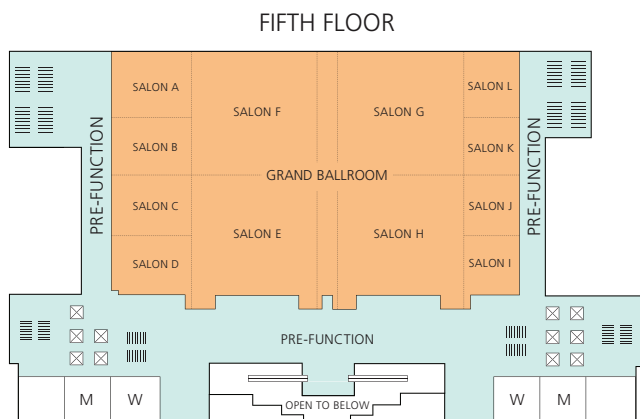 FIFTH FLOOR
SALON A
SALON L
SALON F
SALON G
PRE-FUNCTION
PRE-FUNCTION
SALON B
SALON K
GRAND BALLROOM
SALON C
SALON J
SALON E
SALON H
SALON D
SALON I
PRE-FUNCTION
M
W
OPEN TO BELOW
W
M